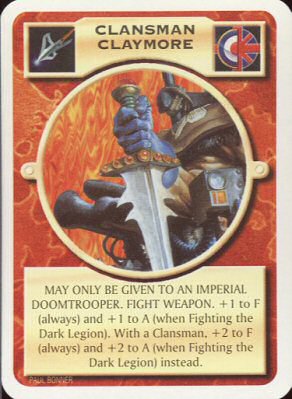 CLANSMAN
CLAYMORE
MAY ONLY BE GIVEN TO AN IMPERIAL
DOOMTROOPER. FIGHT WEAPON. +1 to F
(always) and +1 to A (when Fighting the
Dark Legion). With a Clansman, +2 to F
(always) and +2 to A (when Fighting the
Dark Legion) instead.
PAUL BONNER